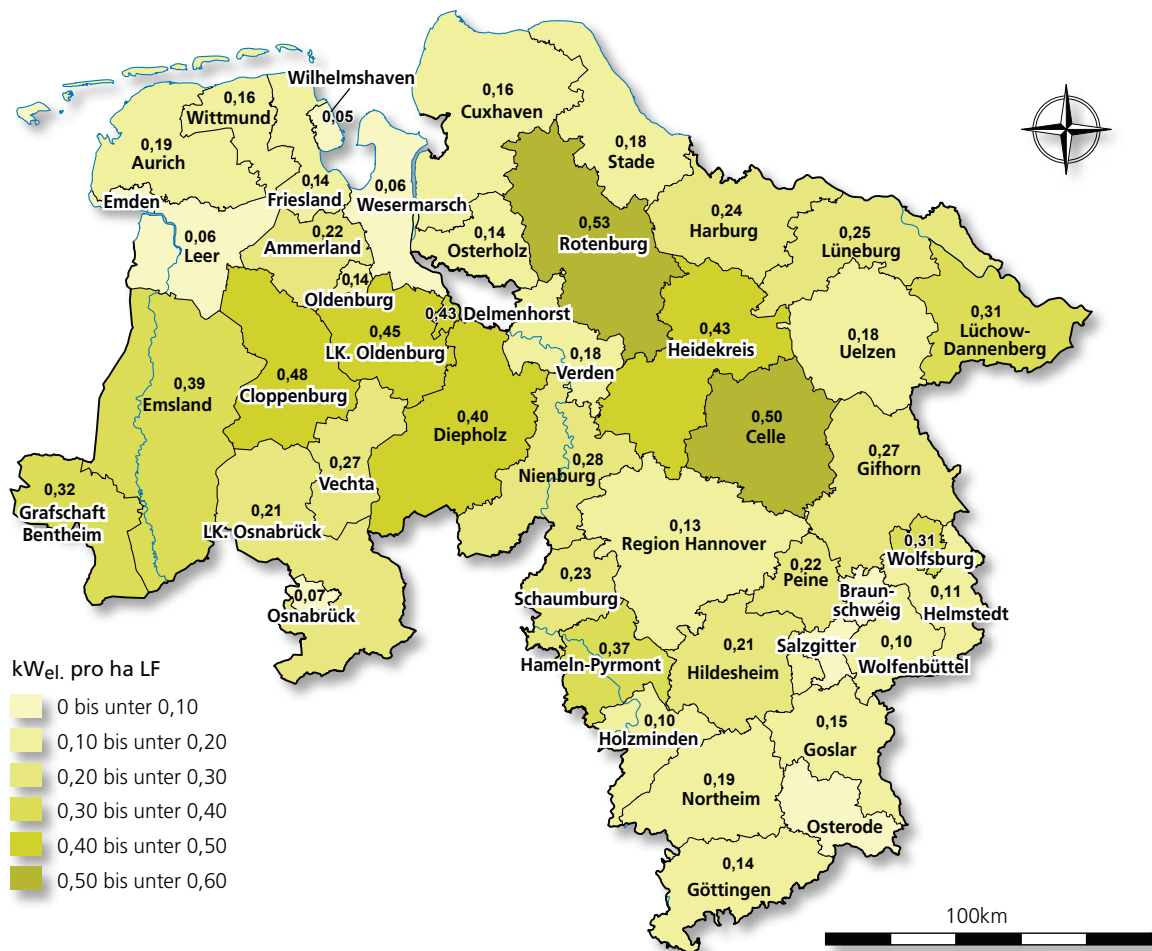 Wilhelmshaven
0,05
0,16
Wittmund
0,16
Cuxhaven
0,19
Aurich
0,18
Stade
Emden
0,14
Friesland
0,06
Wesermarsch
0,06
Leer
0,22
Ammerland
0,14
Osterholz
0,53
Rotenburg
0,24
Harburg
0,25
Lüneburg
0,14
Oldenburg
0,43 Delmenhorst
0,45
LK. Oldenburg
0,18
Verden
0,43
Heidekreis
0,18
Uelzen
0,31
Lüchow-
Dannenberg
0,39
Emsland
0,48
Cloppenburg
0,40
Diepholz
0,50
Celle
0,27
Vechta
0,28
Nienburg
0,27
Gifhorn
0,32
Grafschaft
Bentheim
0,21
LK. Osnabrück
0,13
Region Hannover
0,31
Wolfsburg
0,07
Osnabrück
0,23
Schaumburg
0,22
Peine
Braun-
schweig
0,11
Helmstedt
0,37
Hameln-Pyrmont
0,21
Hildesheim
Salzgitter
0,10
Wolfenbüttel
0,10
Holzminden
0,15
Goslar
0,19
Northeim
Osterode
0,14
Göttingen
kWel. pro ha LF
0 bis unter 0,10
0,10 bis unter 0,20
0,20 bis unter 0,30
0,30 bis unter 0,40
0,40 bis unter 0,50
0,50 bis unter 0,60
100km